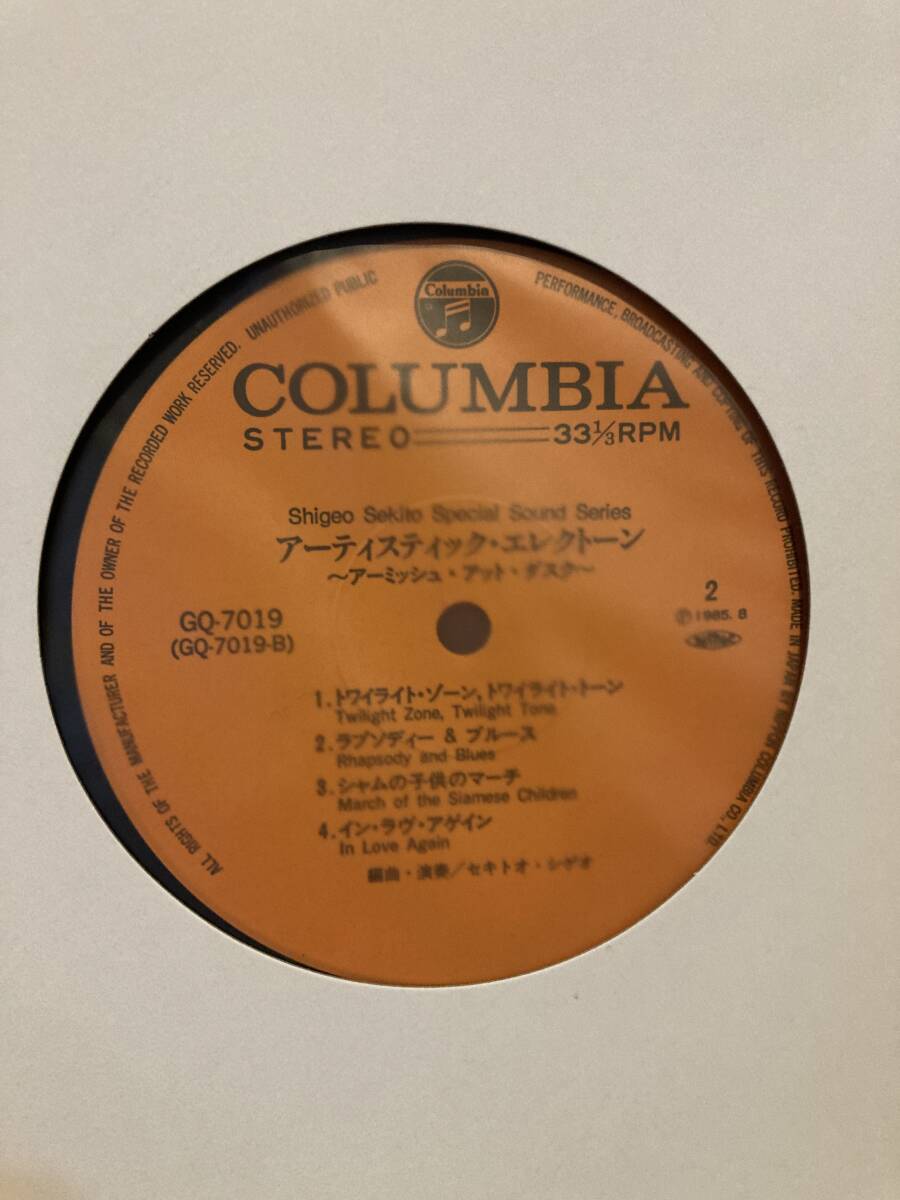 Columbia
COLUMBIA
STEREO 33 1/3 RPM
Shigeo Sekito Special Sound Series
アーティスティック・エレクトーン
～アーミッシュ・アット・ダスク～
GQ-7019
(GQ-7019-B)
2
Ⓟ1985. 8
1. トワイライト・ゾーン, トワイライト・トーン
Twilight Zone, Twilight Tone
2. ラプソディー & ブルース
Rhapsody and Blues
3. シャムの子供のマーチ
March of the Siamese Children
4. イン・ラヴ・アゲイン
In Love Again
編曲・演奏／セキトオ・シゲオ
ALL RIGHTS OF THE MANUFACTURER AND OF THE OWNER OF THE RECORDED WORK RESERVED. UNAUTHORIZED PUBLIC PERFORMANCE, BROADCASTING AND COPYING OF THIS RECORD PROHIBITED. MADE IN JAPAN BY NIPPON COLUMBIA CO., LTD.